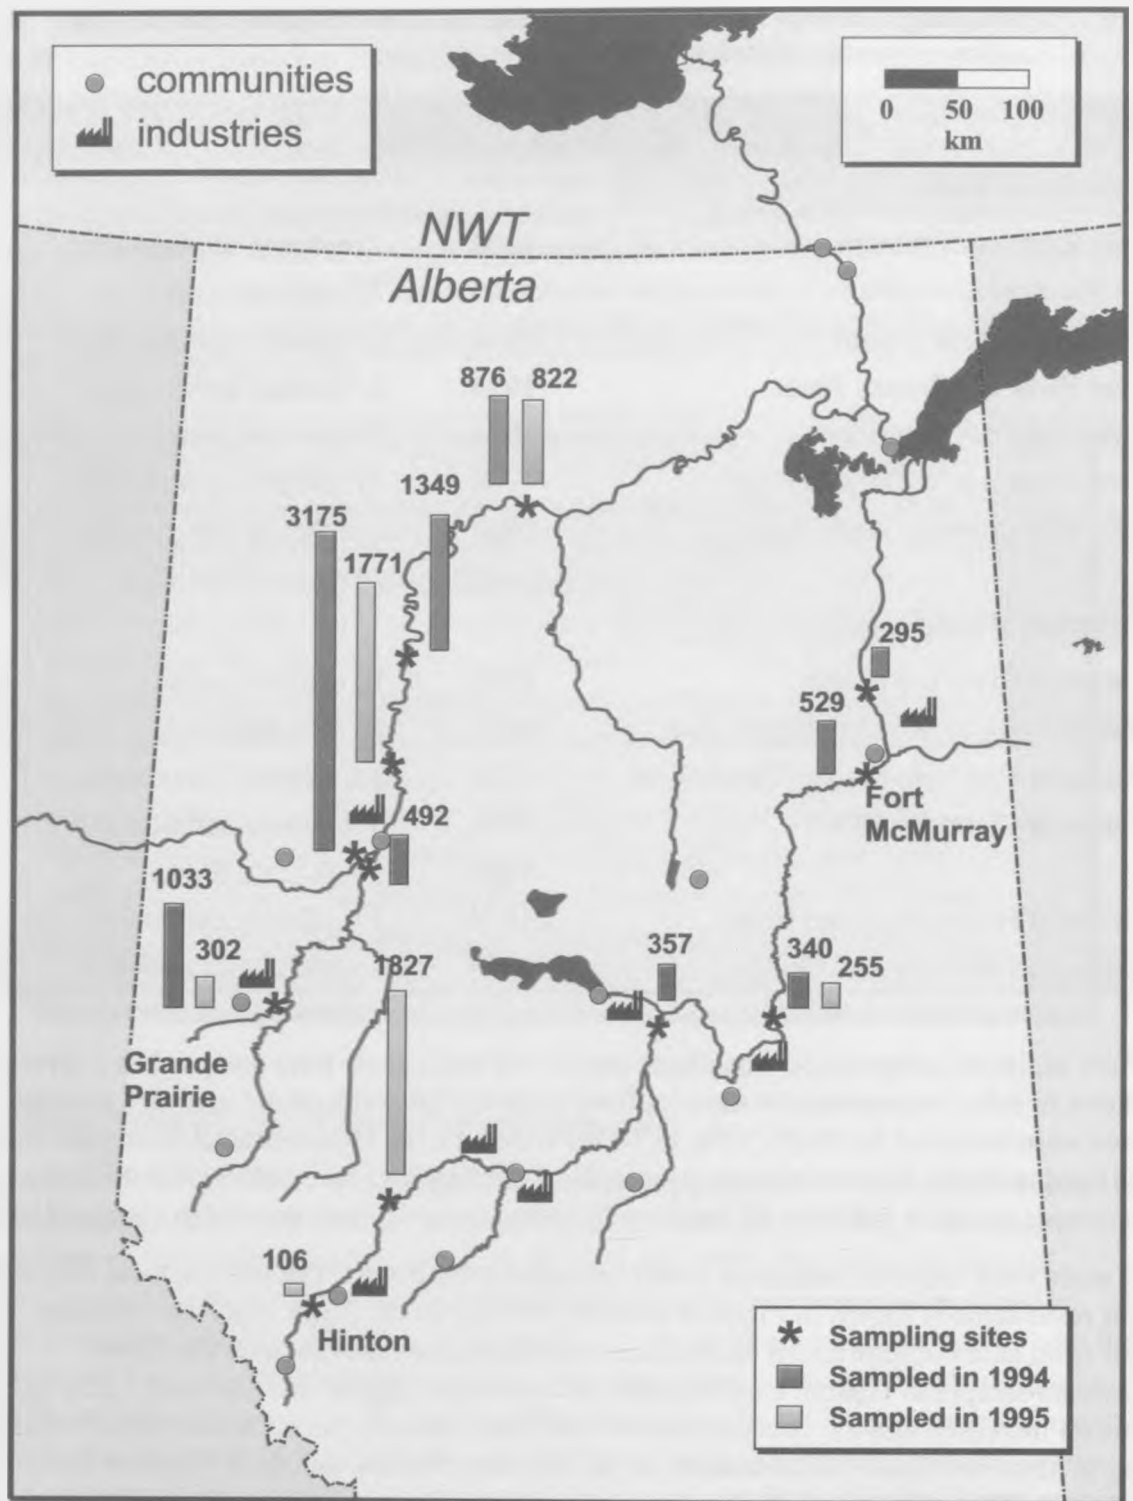 communities
industries
0 50 100
km
NWT
Alberta
876 822
1349
3175
1771
295
529
Fort
McMurray
492
1033
302
357
340
255
1827
Grande
Prairie
106
Hinton
Sampling sites
Sampled in 1994
Sampled in 1995